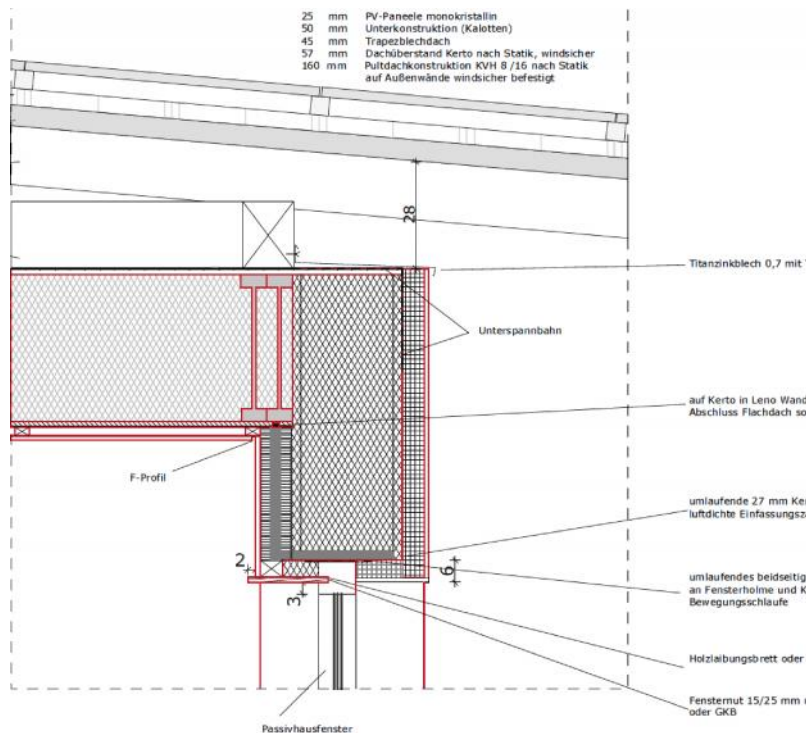 25 mm PV-Paneele monokristallin
50 mm Unterkonstruktion (Kalotten)
45 mm Trapezblechdach
57 mm Dachüberstand Kerto nach Statik, windsicher
160 mm Pultdachkonstruktion KVH 8 /16 nach Statik
auf Außenwände windsicher befestigt
28
Titanzinkblech 0,7 mit
Unterspannbahn
auf Kerto in Leno Wand
Abschluss Flachdach so
F-Profil
umlaufende 27 mm Ke
luftdichte Einfassungsz
2
6
umlaufendes beidseitig
an Fensterholme und K
Bewegungsschlaufe
3
Holzlaibungsbrett oder
Fensternut 15/25 mm
oder GKB
Passivhausfenster